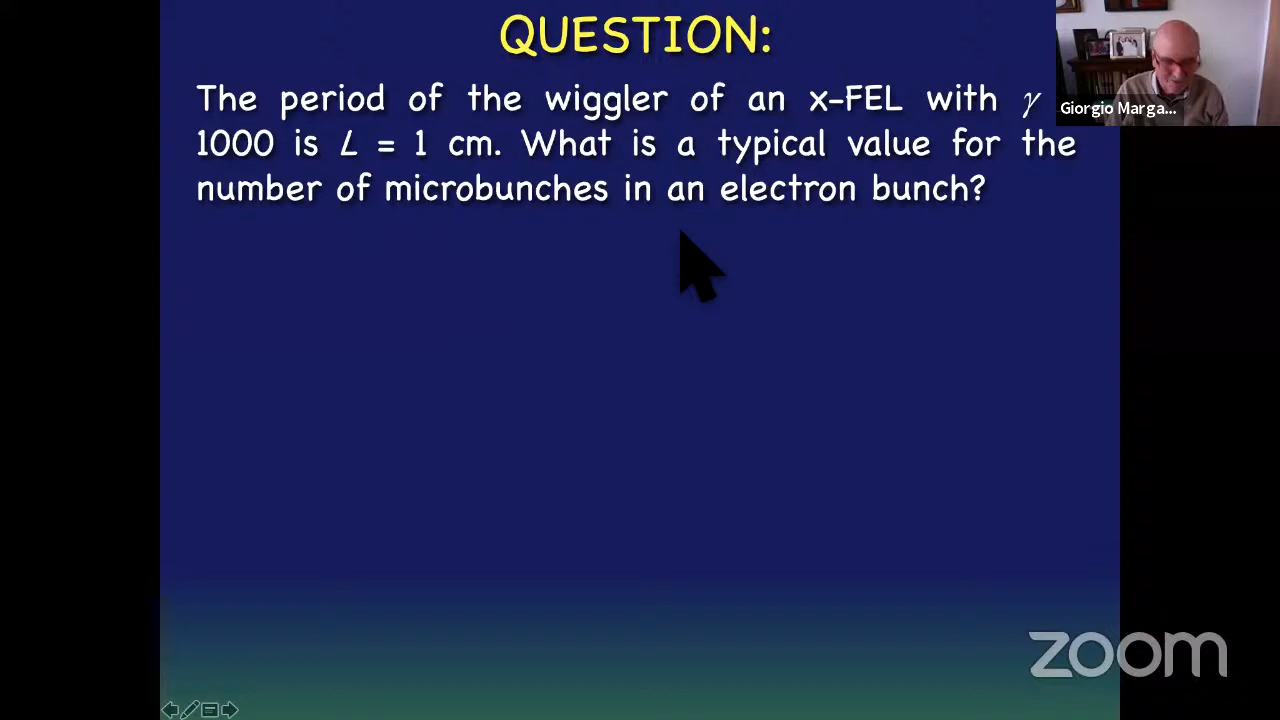 QUESTION:
The period of the wiggler of an x-FEL with γ
1000 is L = 1 cm. What is a typical value for the
number of microbunches in an electron bunch?
Giorgio Marga...
zoom